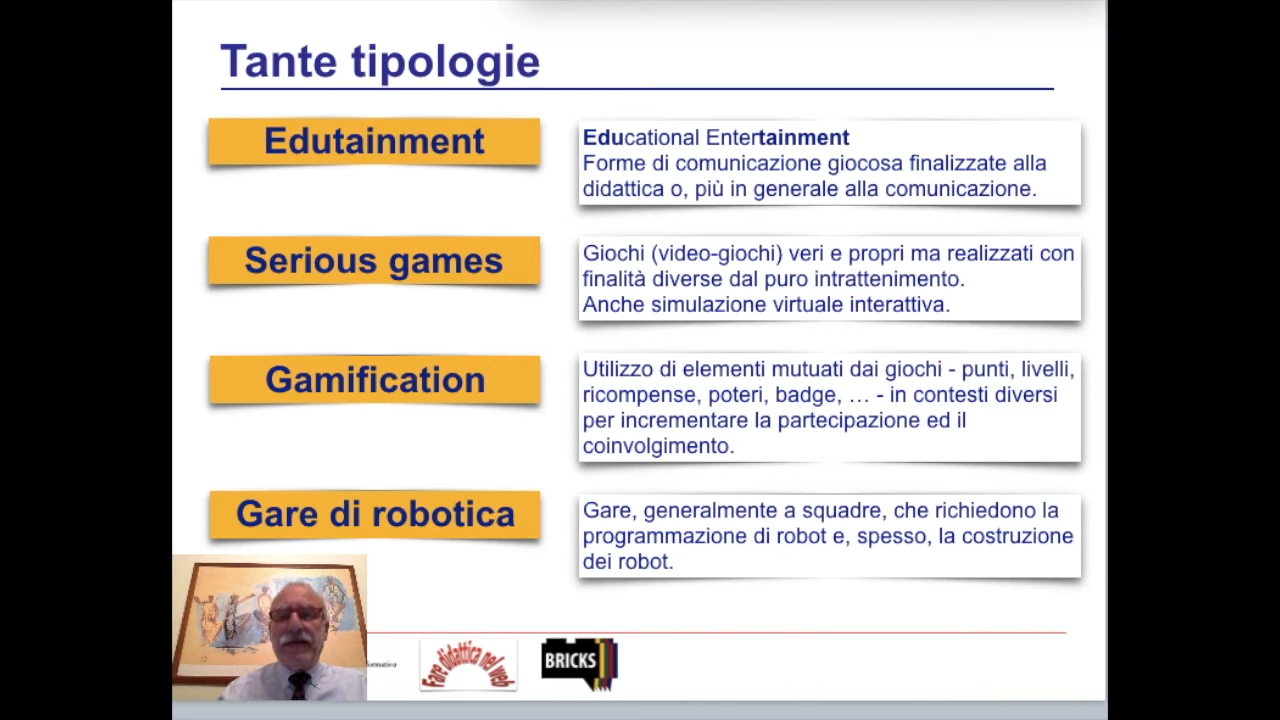 Tante tipologie
Edutainment
Educational Entertainment
Forme di comunicazione giocosa finalizzate alla
didattica o, più in generale alla comunicazione.
Serious games
Giochi (video-giochi) veri e propri ma realizzati con
finalità diverse dal puro intrattenimento.
Anche simulazione virtuale interattiva.
Gamification
Utilizzo di elementi mutuati dai giochi - punti, livelli,
ricompense, poteri, badge, … - in contesti diversi
per incrementare la partecipazione ed il
coinvolgimento.
Gare di robotica
Gare, generalmente a squadre, che richiedono la
programmazione di robot e, spesso, la costruzione
dei robot.
Fare didattica nel web
BRICKS